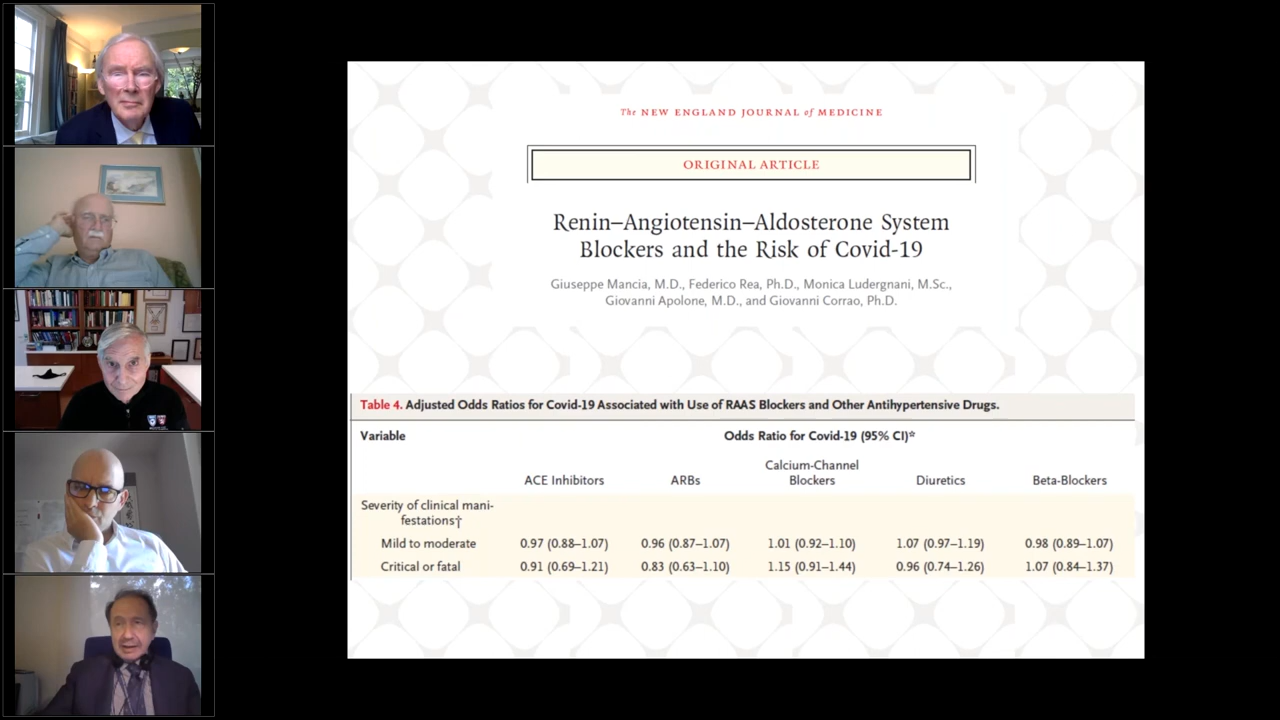 The NEW ENGLAND JOURNAL of MEDICINE
ORIGINAL ARTICLE
Renin–Angiotensin–Aldosterone System
Blockers and the Risk of Covid-19
Giuseppe Mancia, M.D., Federico Rea, Ph.D., Monica Ludergnani, M.Sc.,
Giovanni Apolone, M.D., and Giovanni Corrao, Ph.D.
Table 4. Adjusted Odds Ratios for Covid-19 Associated with Use of RAAS Blockers and Other Antihypertensive Drugs.
Variable Odds Ratio for Covid-19 (95% CI)*
ACE Inhibitors ARBs Calcium-Channel
Blockers Diuretics Beta-Blockers
Severity of clinical mani-
festations†
Mild to moderate 0.97 (0.88–1.07) 0.96 (0.87–1.07) 1.01 (0.92–1.10) 1.07 (0.97–1.19) 0.98 (0.89–1.07)
Critical or fatal 0.91 (0.69–1.21) 0.83 (0.63–1.10) 1.15 (0.91–1.44) 0.96 (0.74–1.26) 1.07 (0.84–1.37)